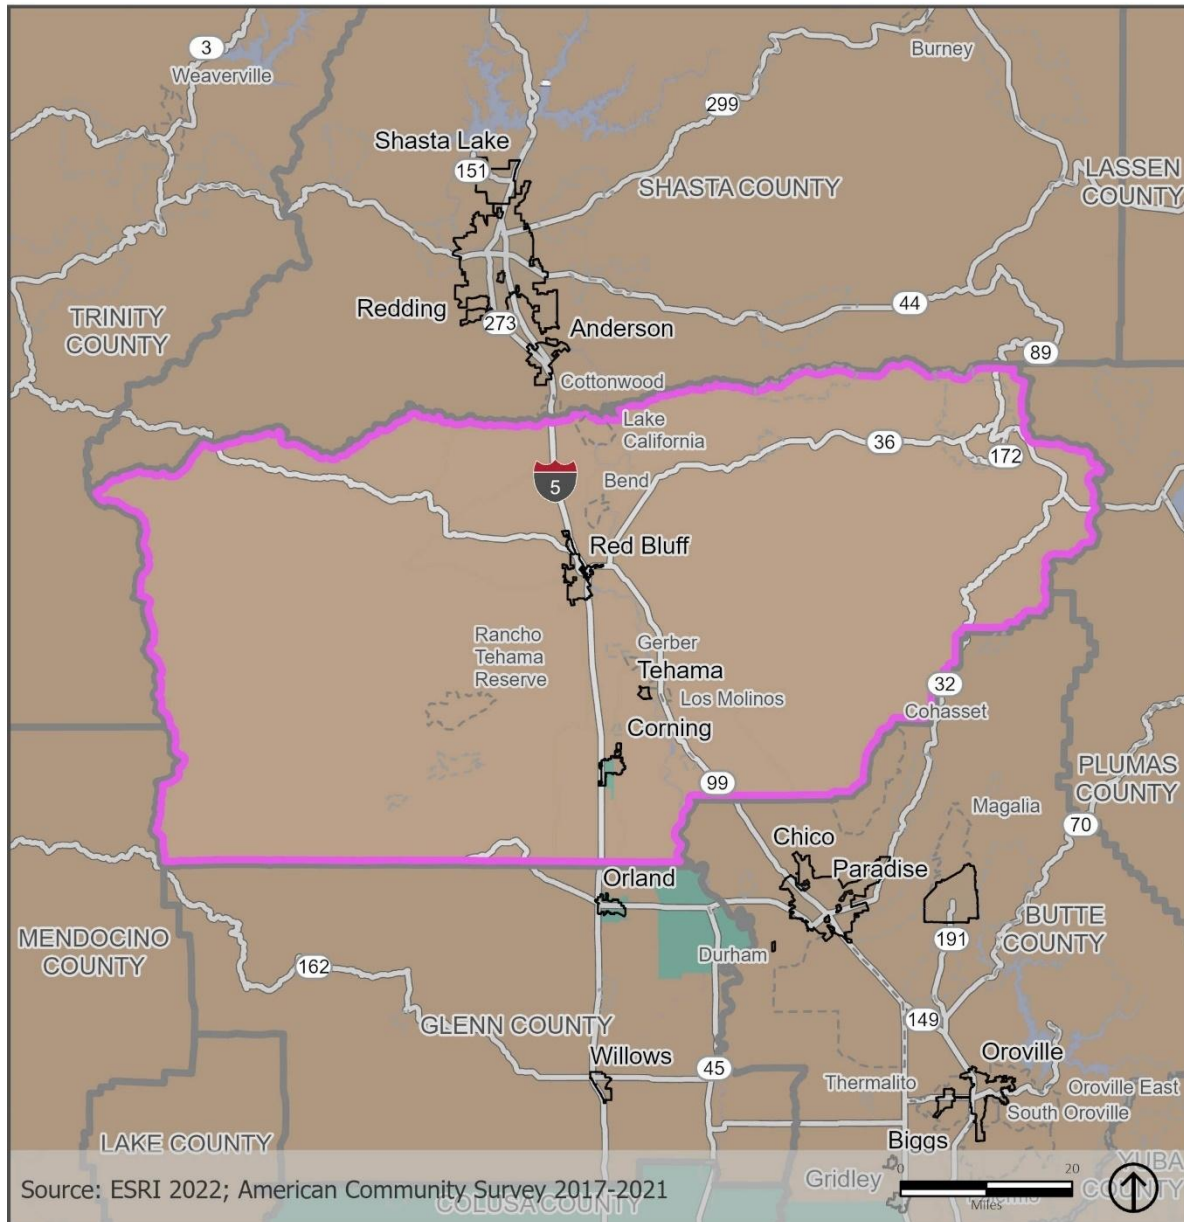 3
Weaverville
Burney
299
Shasta Lake
151
SHASTA COUNTY
LASSEN
COUNTY
TRINITY
COUNTY
Redding
273
Anderson
44
89
Cottonwood
Lake
California
36
172
5
Bend
Red Bluff
Rancho
Tehama
Reserve
Gerber
Tehama
Los Molinos
32
Cohasset
Corning
99
PLUMAS
COUNTY
Magalia
70
Chico
Paradise
Orland
MENDOCINO
COUNTY
162
Durham
191
BUTTE
COUNTY
GLENN COUNTY
149
Willows
45
Oroville
Thermalito
Oroville East
South Oroville
Biggs
LAKE COUNTY
YUBA
COUNTY
Gridley
0
20
Miles
Palermo
Source: ESRI 2022; American Community Survey 2017-2021
COLUSA COUNTY